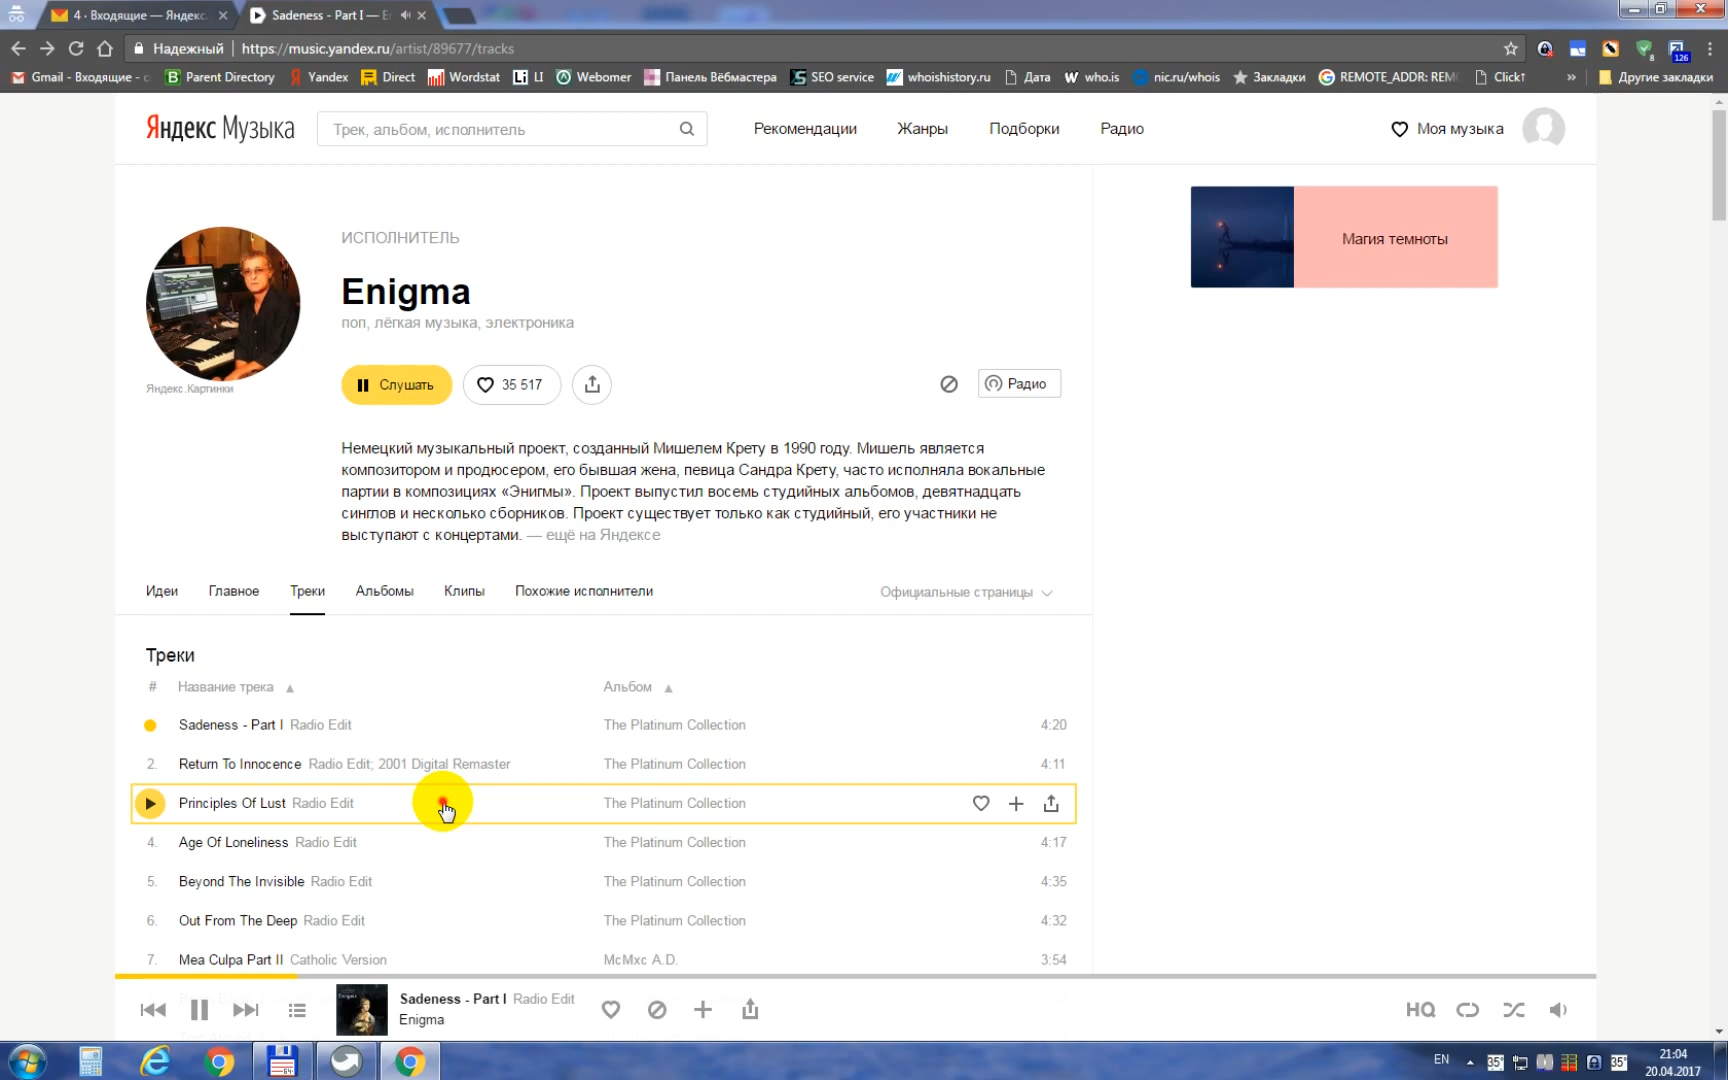 4 - Входящие — Яндекс.
Sadeness - Part I — E
Надежный
https://music.yandex.ru/artist/89677/tracks
126
Gmail - Входящие -
Parent Directory
Yandex
Direct
Wordstat
LI
Webomer
Панель Вебмастера
SEO service
whoishistory.ru
Дата
who.is
nic.ru/whois
Закладки
REMOTE_ADDR: REM
Click↑
»
Другие закладки
Яндекс Музыка
Трек, альбом, исполнитель
Рекомендации
Жанры
Подборки
Радио
Моя музыка
ИСПОЛНИТЕЛЬ
Магия темноты
Enigma
поп, лёгкая музыка, электроника
Слушать
35 517
Радио
Яндекс.Картинки
Немецкий музыкальный проект, созданный Мишелем Крету в 1990 году. Мишель является
композитором и продюсером, его бывшая жена, певица Сандра Крету, часто исполняла вокальные
партии в композициях «Энигмы». Проект выпустил восемь студийных альбомов, девятнадцать
синглов и несколько сборников. Проект существует только как студийный, его участники не
выступают с концертами. — ещё на Яндексе
Идеи
Главное
Треки
Альбомы
Клипы
Похожие исполнители
Официальные страницы
Треки
# Название трека ▲ Альбом ▲
Sadeness - Part I Radio Edit The Platinum Collection 4:20
2. Return To Innocence Radio Edit; 2001 Digital Remaster The Platinum Collection 4:11
Principles Of Lust Radio Edit The Platinum Collection
4. Age Of Loneliness Radio Edit The Platinum Collection 4:17
5. Beyond The Invisible Radio Edit The Platinum Collection 4:35
6. Out From The Deep Radio Edit The Platinum Collection 4:32
7. Mea Culpa Part II Catholic Version McMxc A.D. 3:54
Sadeness - Part I Radio Edit
Enigma
HQ
EN
35°
35°
21:04
20.04.2017